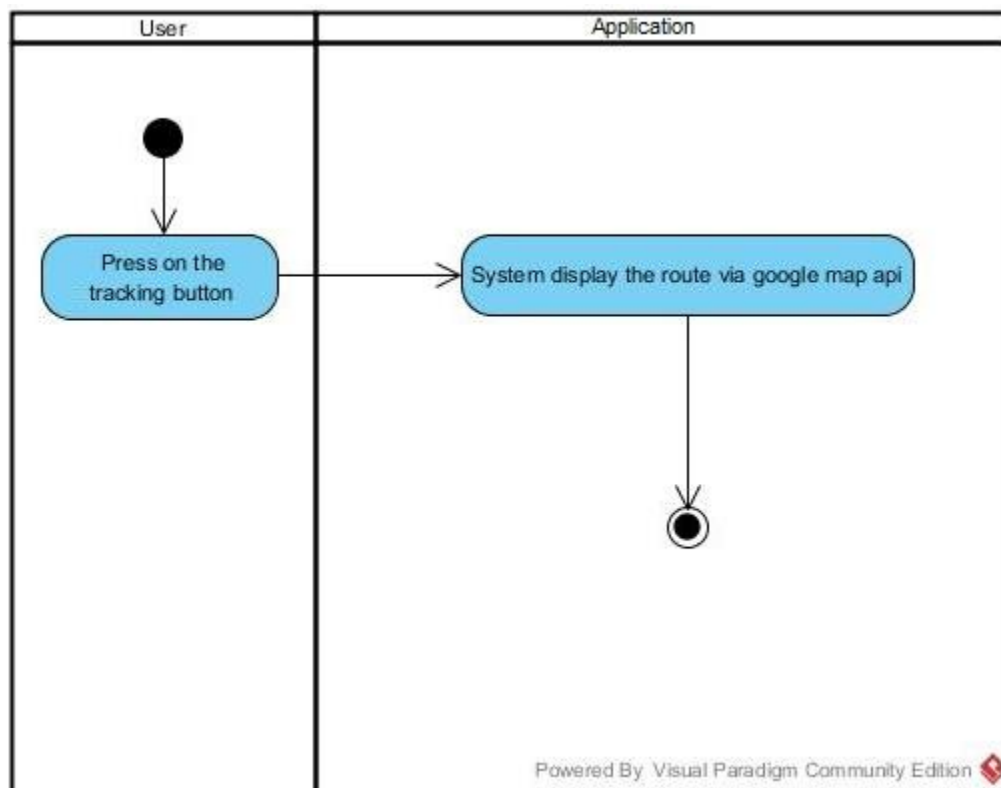 User
Application
Press on the
tracking button
System display the route via google map api
Powered By Visual Paradigm Community Edition